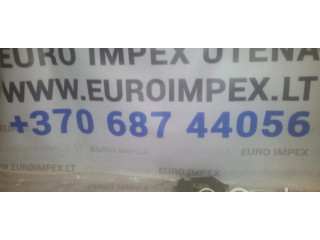 EURO IMPEX UTENA
WWW.EUROIMPEX.LT
+370 687 44056
EURO IMPEX
EURO IMPEX